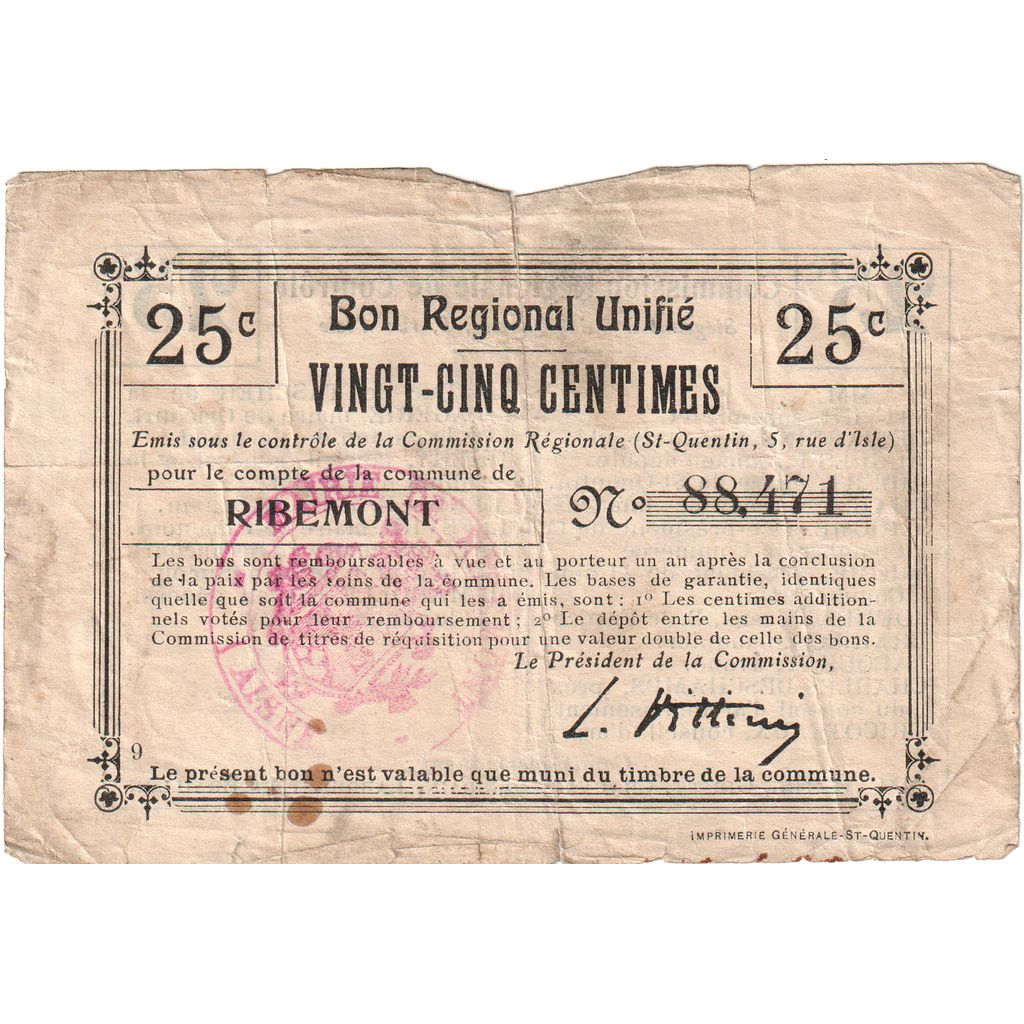 25c Bon Regional Unifié 25c
VINGT-CINQ CENTIMES
Emis sous le contrôle de la Commission Régionale (St-Quentin, 5, rue d'Isle)
pour le compte de la commune de
RIBEMONT No 88,471
Les bons sont remboursables à vue et au porteur un an après la conclusion
de la paix par les soins de la commune. Les bases de garantie, identiques
quelle que soit la commune qui les a émis, sont : 1o Les centimes addition-
nels votés pour leur remboursement ; 2o Le dépôt entre les mains de la
Commission de titres de réquisition pour une valeur double de celle des bons.
Le Président de la Commission,
9
Le présent bon n'est valable que muni du timbre de la commune.
IMPRIMERIE GÉNÉRALE-ST-QUENTIN.
MAIRIE
AISNE